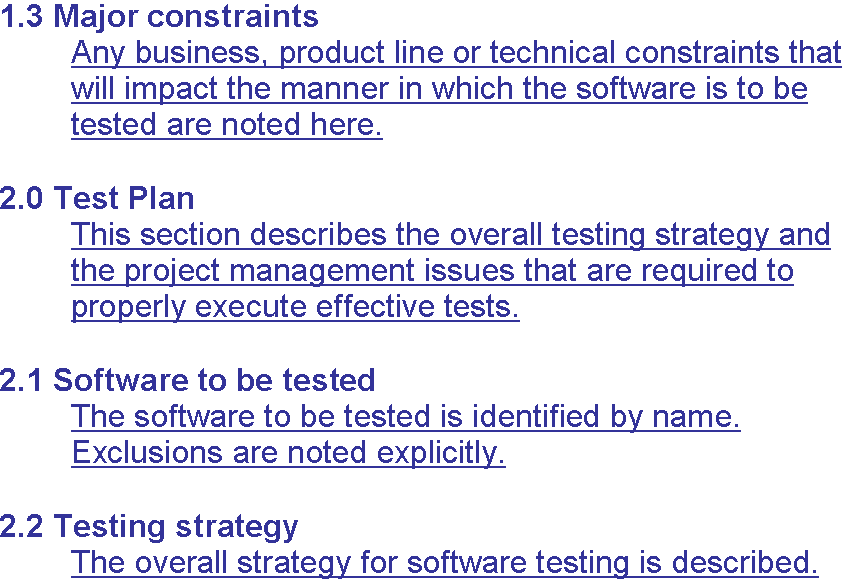 1.3 Major constraints
Any business, product line or technical constraints that
will impact the manner in which the software is to be
tested are noted here.
2.0 Test Plan
This section describes the overall testing strategy and
the project management issues that are required to
properly execute effective tests.
2.1 Software to be tested
The software to be tested is identified by name.
Exclusions are noted explicitly.
2.2 Testing strategy
The overall strategy for software testing is described.